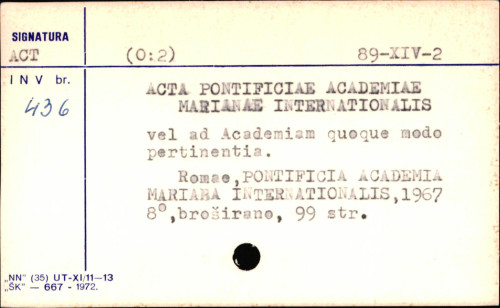 SIGNATURA
ACT (0:2) 89-XIV-2
I N V br.
436
ACTA PONTIFICIAE ACADEMIAE
MARIANAE INTERNATIONALIS
vel ad Academiam quoque modo
pertinentia.
Romae,PONTIFICIA ACADEMIA
MARIANA INTERNATIONALIS,1967
8°,broširano, 99 str.
„NN" (35) UT-XI/11—13
„ŠK" — 667 - 1972.